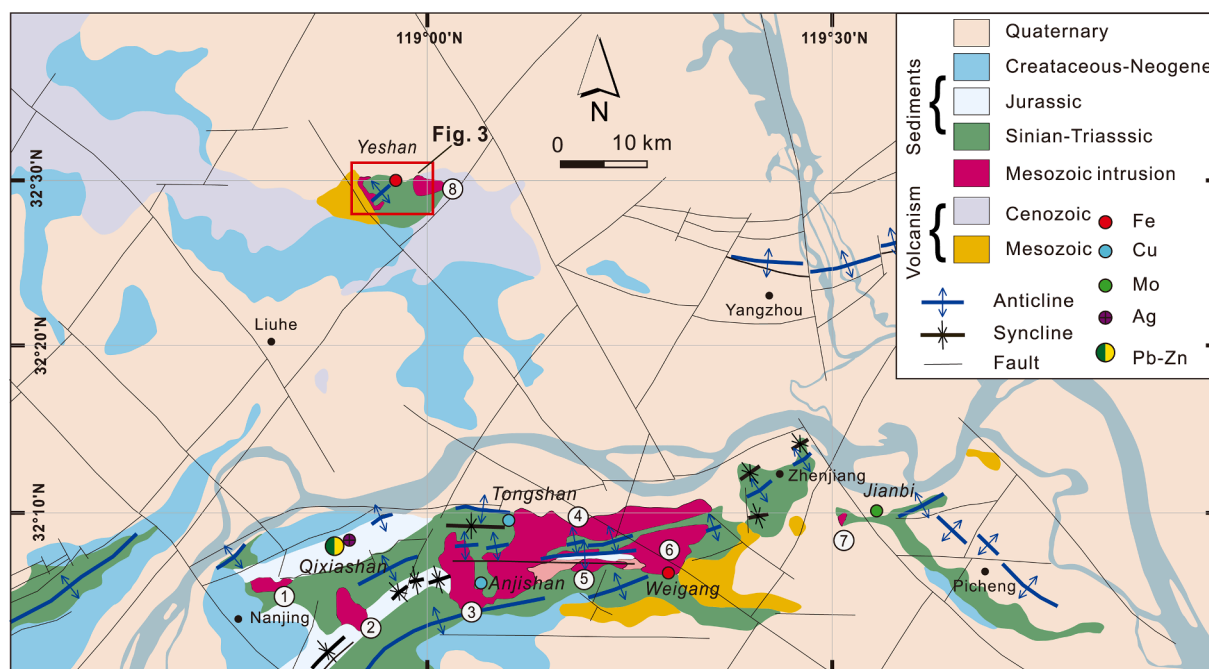 119°00'N
119°30'N
Quaternary
Creataceous-Neogene
Jurassic
Sinian-Triasssic
Mesozoic intrusion
Cenozoic
Mesozoic
Sediments
Volcanism
Fe
Cu
Mo
Ag
Pb-Zn
Anticline
Syncline
Fault
N
0 10 km
Fig. 3
Yeshan
8
32°30'N
Yangzhou
Liuhe
32°20'N
Zhenjiang
Jianbi
Tongshan
4
32°10'N
7
Qixiashan
6
5
Anjishan
Weigang
Picheng
1
Nanjing
2
3